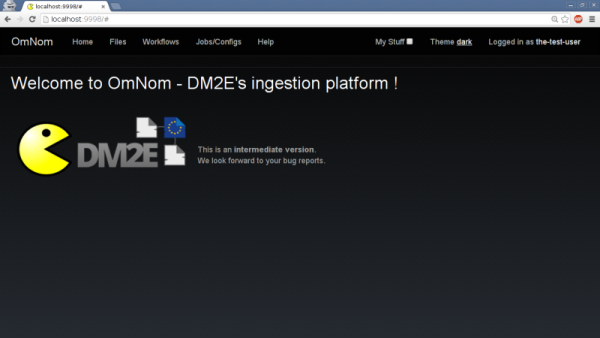 localhost:9998/#
localhost:9998/#
OmNom Home Files Workflows Jobs/Configs Help My Stuff Theme dark Logged in as the-test-user
Welcome to OmNom - DM2E's ingestion platform !
DM2E
This is an intermediate version.
We look forward to your bug reports.